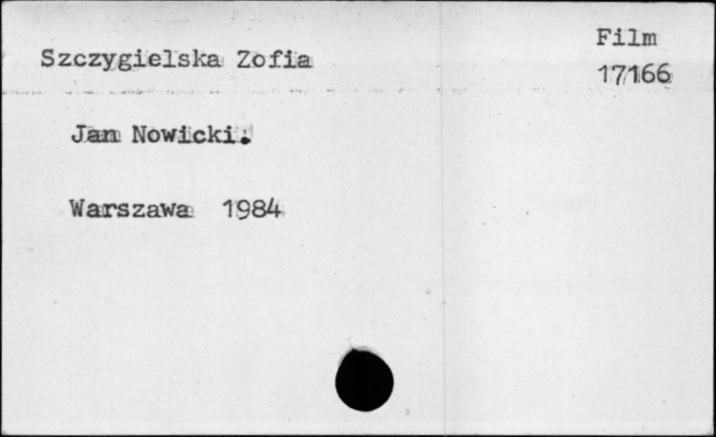 Szczygielska Zofia
Film
17166
Jan Nowicki.
Warszawa 1984